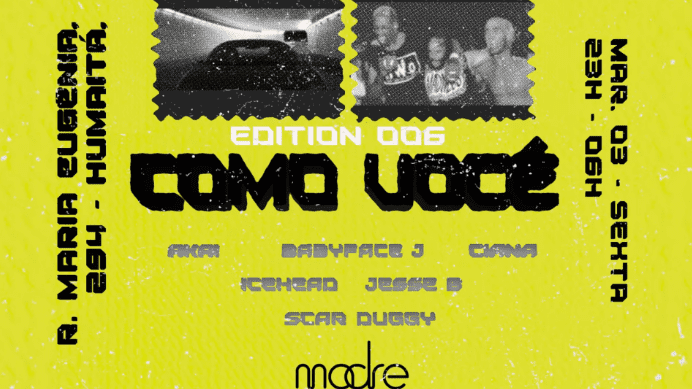 R. MARIA EUGÊNIA,
294 - HUMAITÁ,
EDITION 006
COMO VOCÊ
AKAI BABYFACE J CIANA
ICEHEAD JESSE B
STAR DUGGY
madre
MAR. 03 - SEXTA
23H - 06H